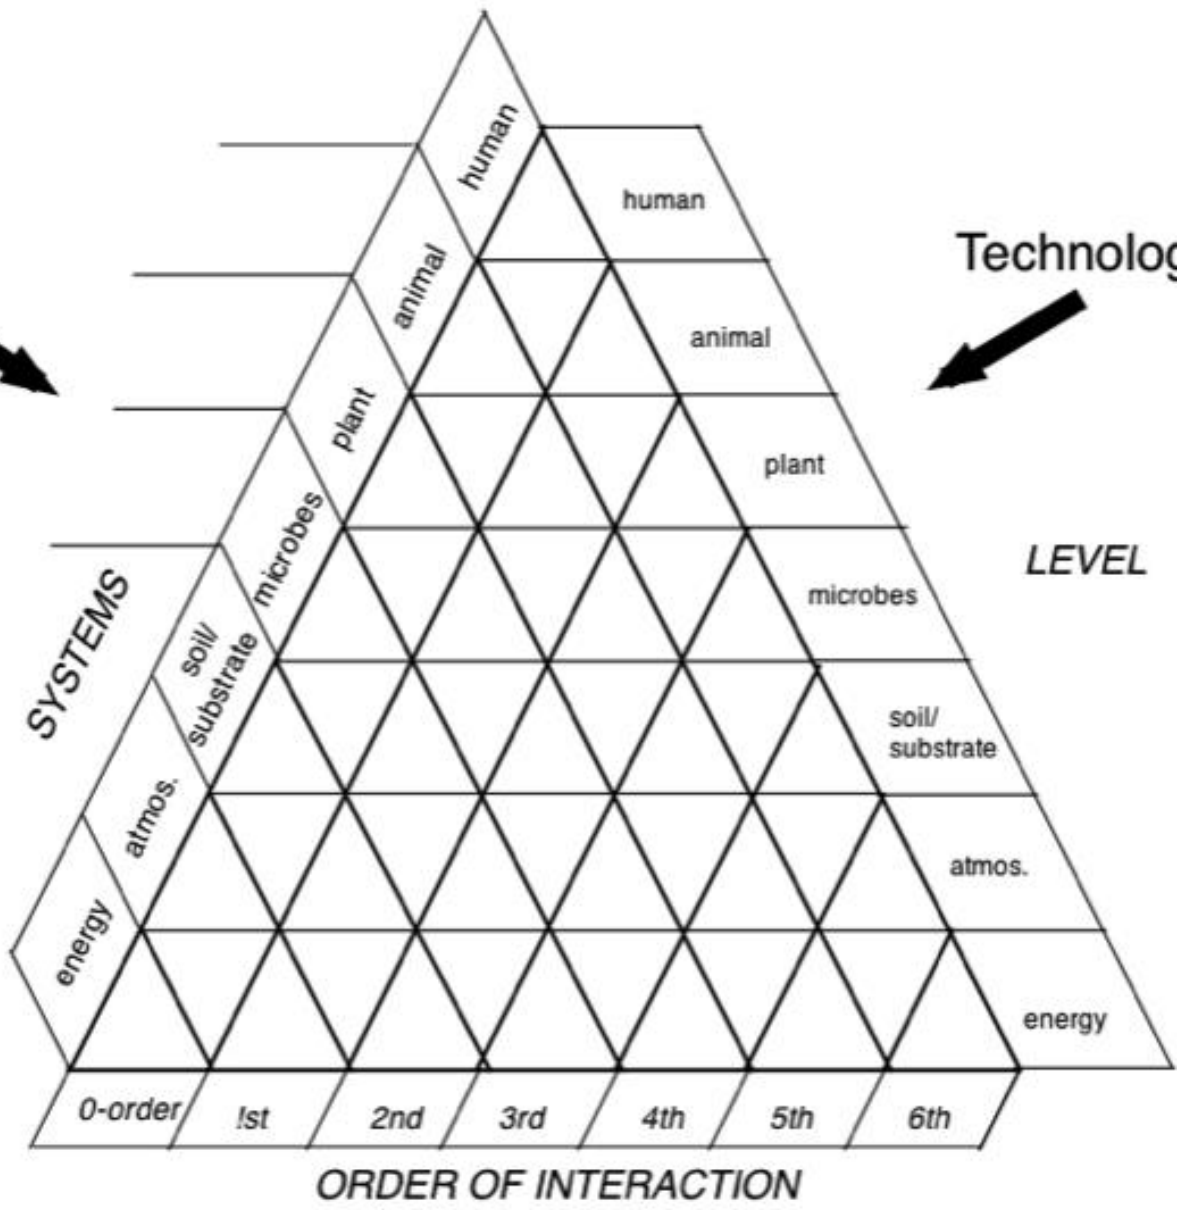 human
human
Technolog
animal
animal
plant
plant
microbes
LEVEL
microbes
SYSTEMS
soil/
substrate
soil/
substrate
atmos.
atmos.
energy
energy
0-order
!st
2nd
3rd
4th
5th
6th
ORDER OF INTERACTION